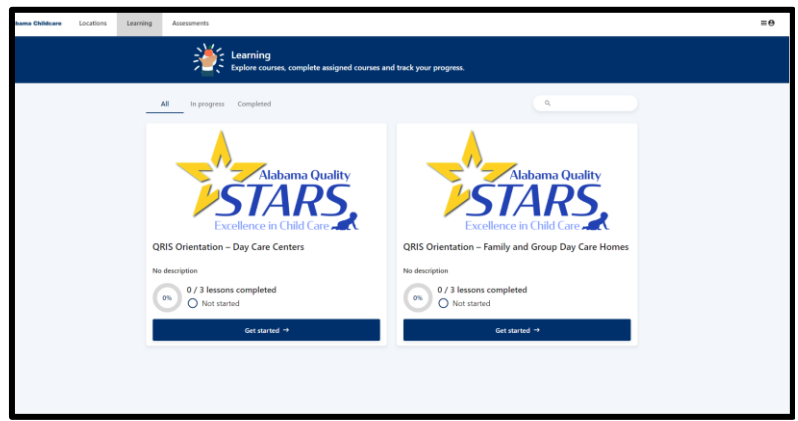 bama Childcare Locations Learning Assessments
Learning
Explore courses, complete assigned courses and track your progress.
All In progress Completed
Alabama Quality
STARS
Excellence in Child Care
QRIS Orientation – Day Care Centers
No description
0%
0 / 3 lessons completed
Not started
Get started →
Alabama Quality
STARS
Excellence in Child Care
QRIS Orientation – Family and Group Day Care Homes
No description
0%
0 / 3 lessons completed
Not started
Get started →